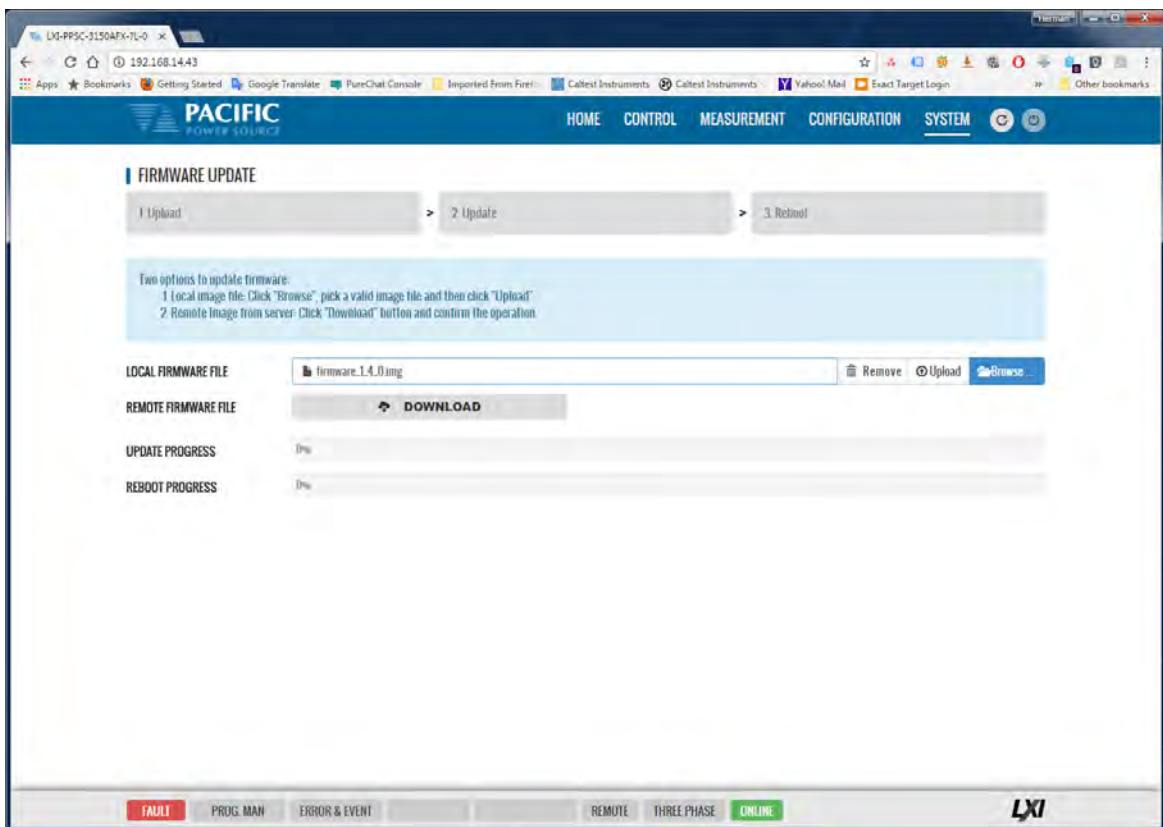 Herman
LXI-PPSC-3150AFX-7L-0
192.168.14.43
Apps Bookmarks Getting Started Google Translate PureChat Console Imported From Firef Caltest Instruments Caltest Instruments Yahoo! Mail Exact Target Login Other bookmarks
PACIFIC
POWER SOURCE
HOME CONTROL MEASUREMENT CONFIGURATION SYSTEM
FIRMWARE UPDATE
1. Upload > 2. Update > 3. Reboot
Two options to update firmware:
1. Local image file: Click "Browse", pick a valid image file and then click "Upload"
2. Remote Image from server: Click "Download" button and confirm the operation.
LOCAL FIRMWARE FILE firmware_1_4_0.img Remove Upload Browse ...
REMOTE FIRMWARE FILE DOWNLOAD
UPDATE PROGRESS 0%
REBOOT PROGRESS 0%
FAULT PROG. MAN ERROR & EVENT REMOTE THREE PHASE ONLINE LXI